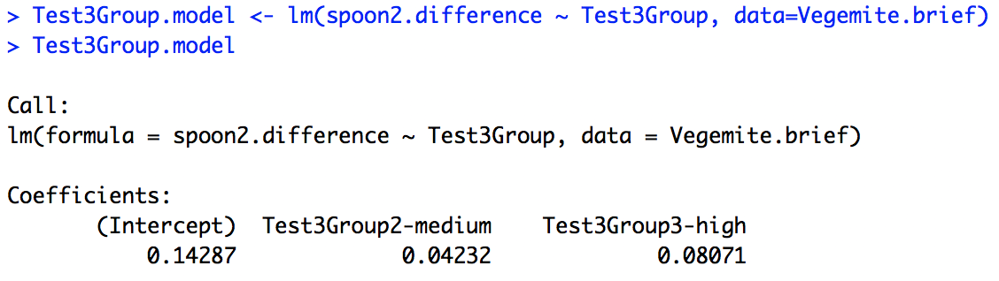 > Test3Group.model <- lm(spoon2.difference ~ Test3Group, data=Vegemite.brief)
> Test3Group.model
Call:
lm(formula = spoon2.difference ~ Test3Group, data = Vegemite.brief)
Coefficients:
(Intercept) Test3Group2-medium Test3Group3-high
0.14287 0.04232 0.08071